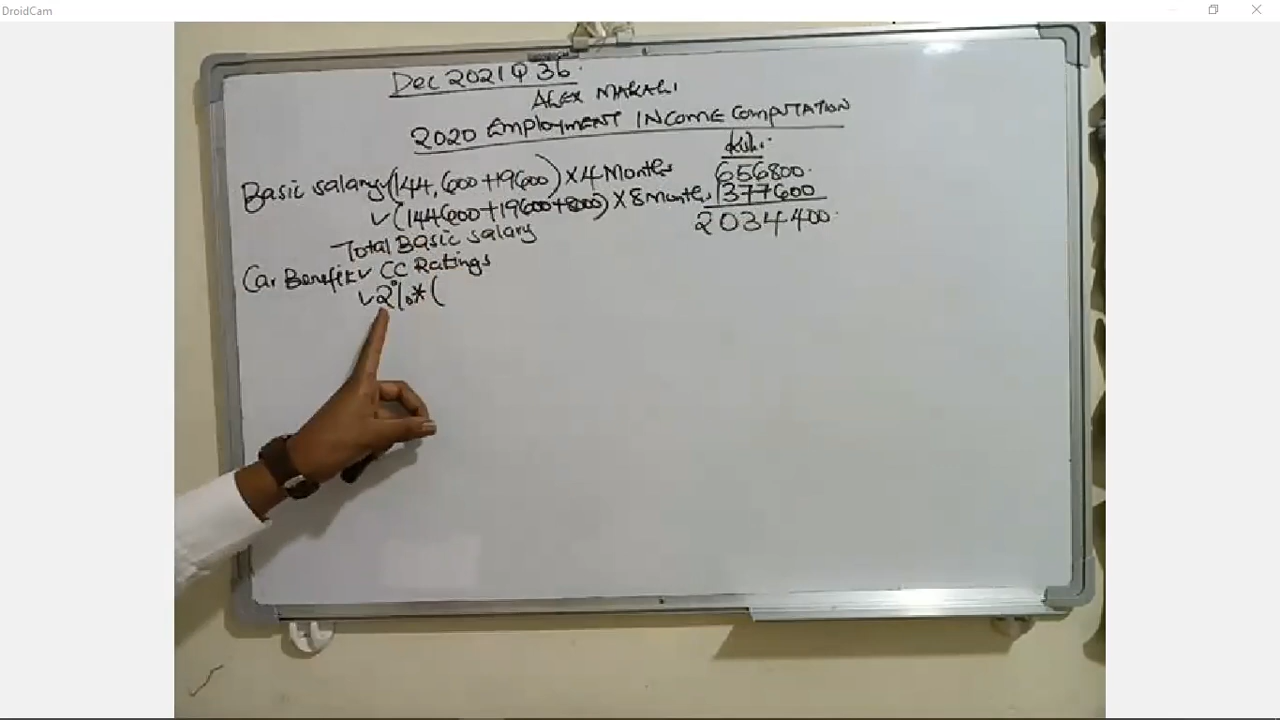 DroidCam
Dec 2021 Q 36.
ALEX MAKALI
2020 Employment INCOME Computation
Ksh.
Basic salary✓(144,600+19600) × 4 Months 656800.
✓(144600+19600+8000) × 8 Months 1377600
Total Basic salary 2034400.
Car Benefit✓ CC Ratings
✓2%*(